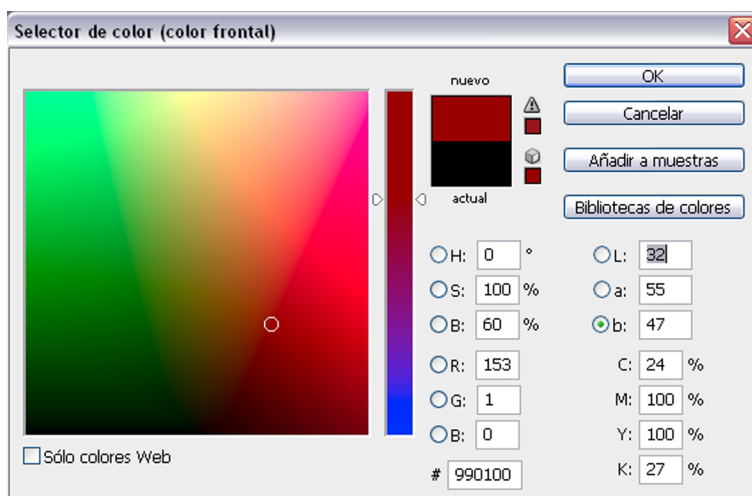 Selector de color (color frontal)
nuevo
actual
OK
Cancelar
Añadir a muestras
Bibliotecas de colores
H: 0 °
S: 100 %
B: 60 %
R: 153
G: 1
B: 0
# 990100
L: 32
a: 55
b: 47
C: 24 %
M: 100 %
Y: 100 %
K: 27 %
Sólo colores Web